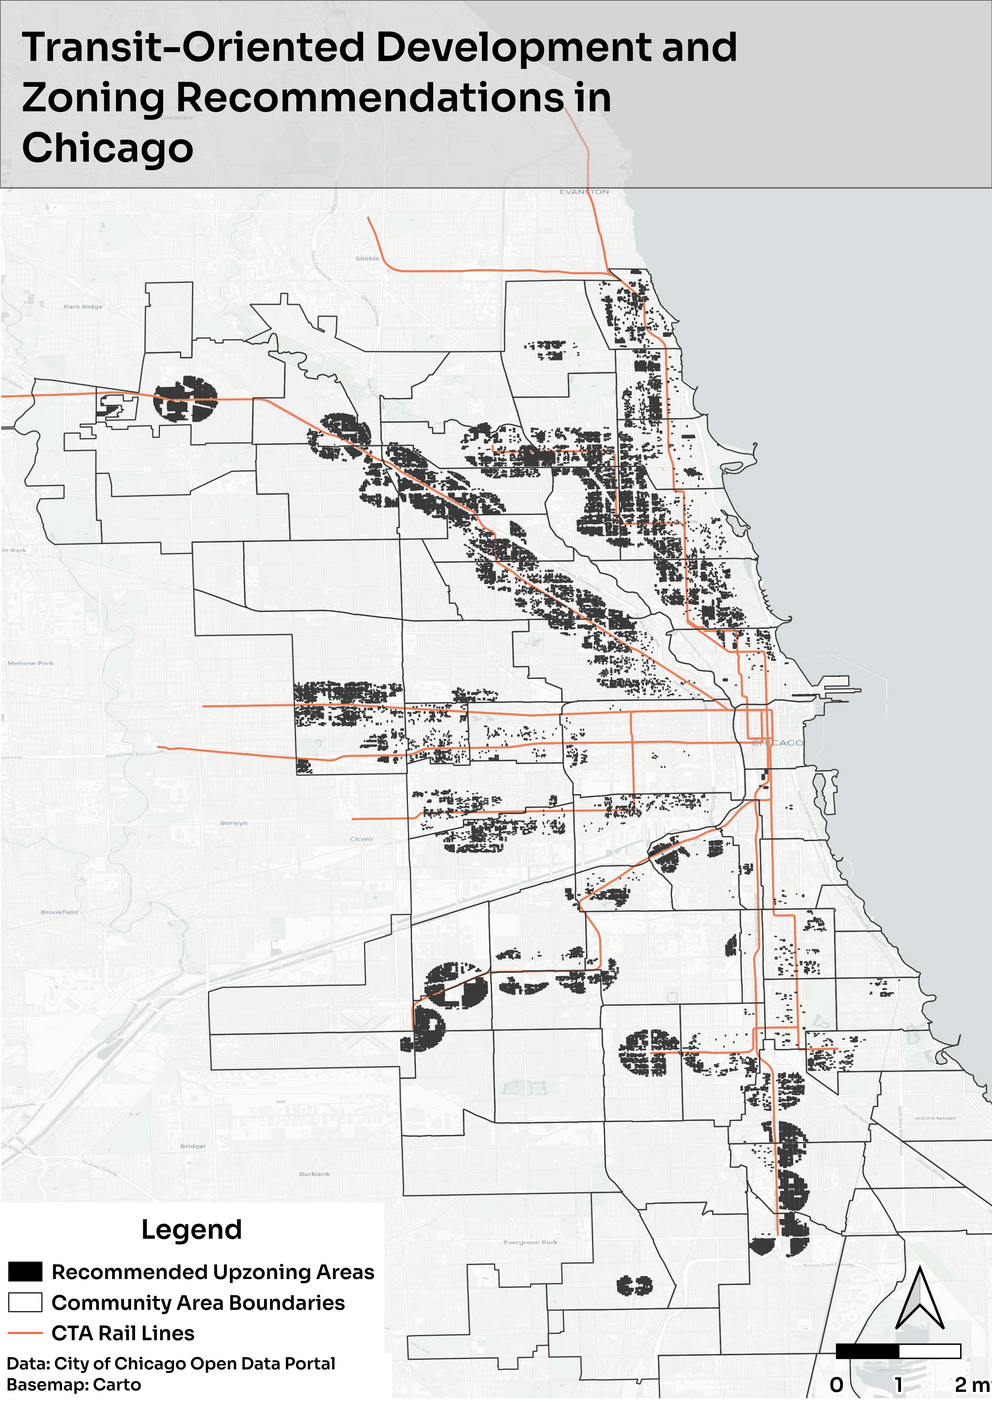 Transit-Oriented Development and
Zoning Recommendations in
Chicago
EVANSTON
Skokie
Park Ridge
Melrose Park
CHICAGO
Berwyn
Cicero
Brookfield
SOUTH SHORE
Bridge
Burbank
Evergreen Park
Legend
Recommended Upzoning Areas
Community Area Boundaries
CTA Rail Lines
Data: City of Chicago Open Data Portal
Basemap: Carto
0 1 2 m